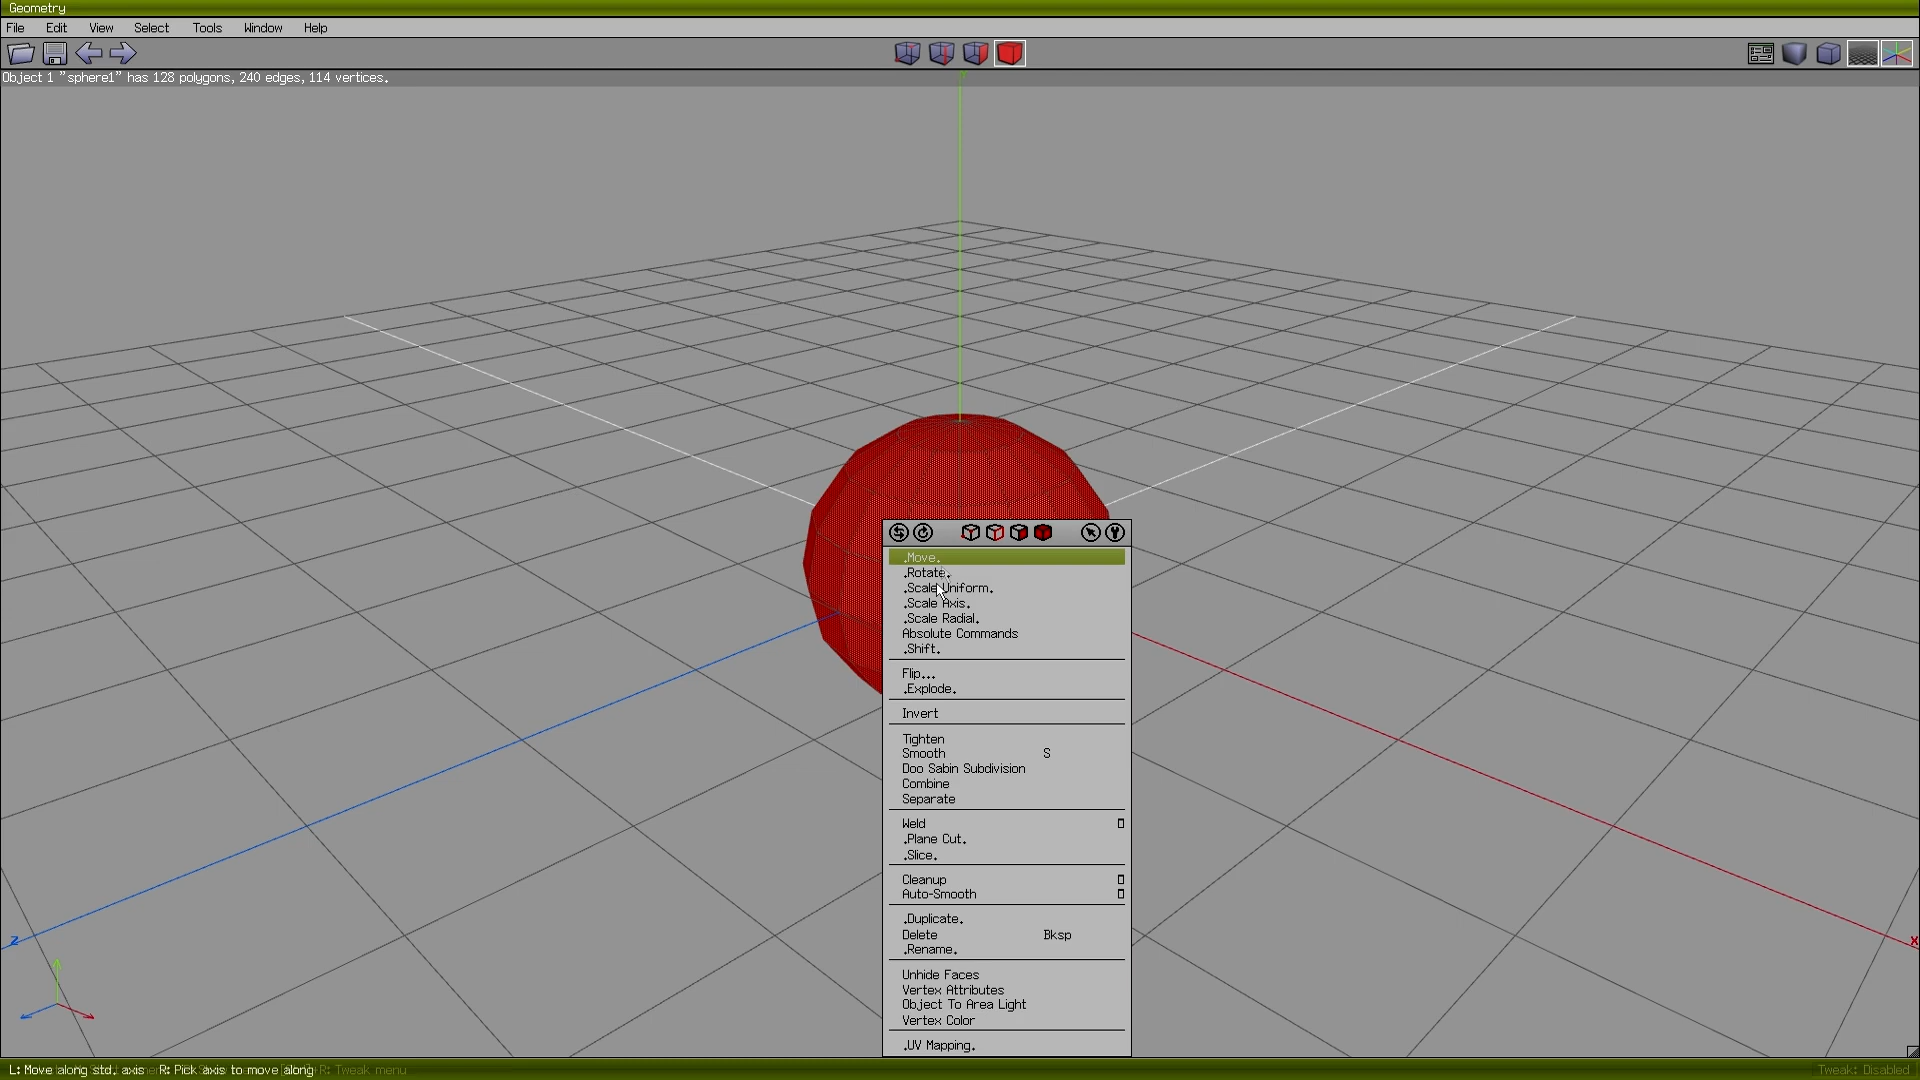 Geometry
File Edit View Select Tools Window Help
Object 1 "sphere1" has 128 polygons, 240 edges, 114 vertices.
.Move.
.Rotate.
.Scale Uniform.
.Scale Axis.
.Scale Radial.
Absolute Commands
.Shift.
Flip...
.Explode.
Invert
Tighten
Smooth S
Doo Sabin Subdivision
Combine
Separate
Weld
.Plane Cut.
.Slice.
Cleanup
Auto-Smooth
.Duplicate.
Delete Bksp
.Rename.
Unhide Faces
Vertex Attributes
Object To Area Light
Vertex Color
.UV Mapping.
Z
X
L: Move along std. axis R: Pick axis to move along R: Tweak menu
Tweak: Disabled